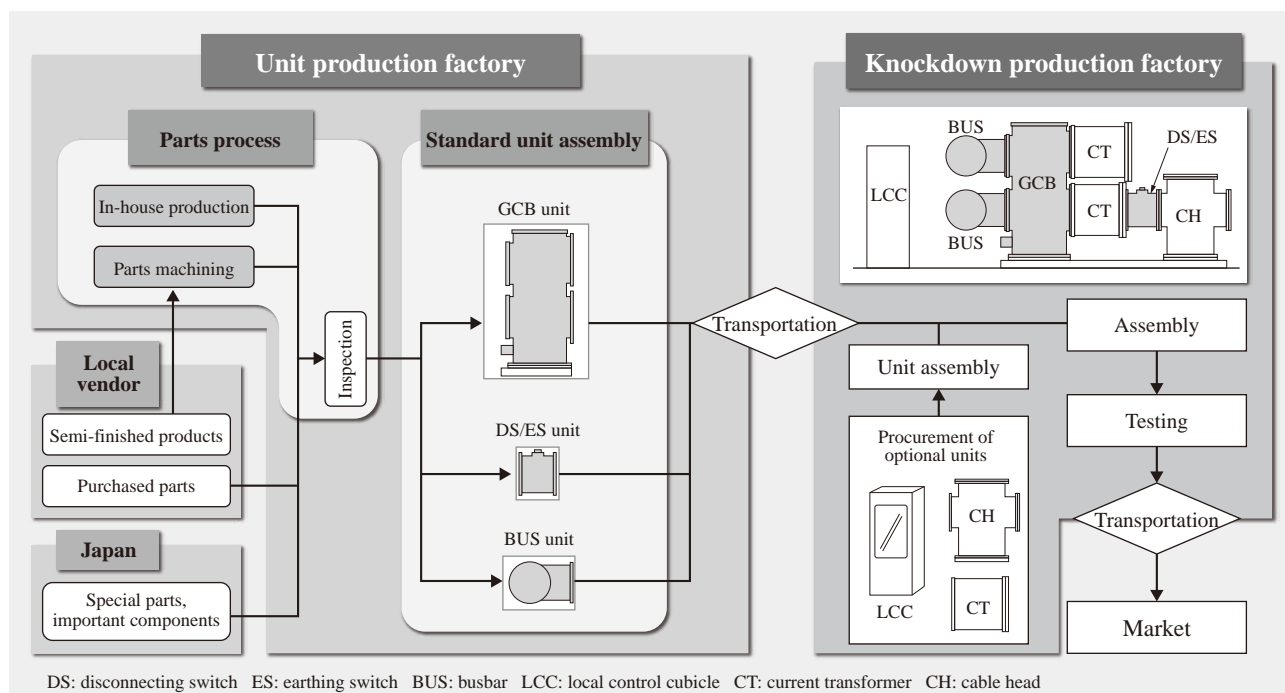 Unit production factory
Parts process
In-house production
Parts machining
Local
vendor
Semi-finished products
Purchased parts
Japan
Special parts,
important components
Inspection
Standard unit assembly
GCB unit
DS/ES unit
BUS unit
Transportation
Knockdown production factory
LCC
BUS
BUS
GCB
CT
CT
DS/ES
CH
Assembly
Unit assembly
Testing
Procurement of
optional units
LCC
CH
CT
Transportation
Market
DS: disconnecting switch ES: earthing switch BUS: busbar LCC: local control cubicle CT: current transformer CH: cable head